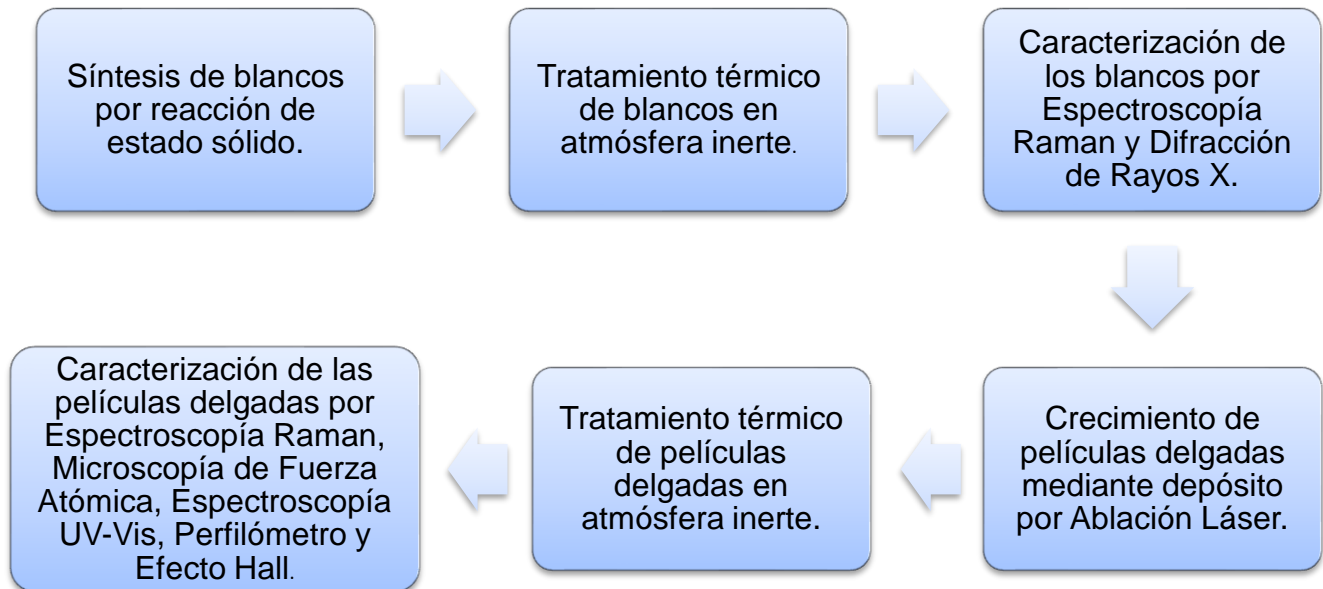 Síntesis de blancos
por reacción de
estado sólido.
Tratamiento térmico
de blancos en
atmósfera inerte.
Caracterización de
los blancos por
Espectroscopía
Raman y Difracción
de Rayos X.
Crecimiento de
películas delgadas
mediante depósito
por Ablación Láser.
Tratamiento térmico
de películas
delgadas en
atmósfera inerte.
Caracterización de las
películas delgadas por
Espectroscopía Raman,
Microscopía de Fuerza
Atómica, Espectroscopía
UV-Vis, Perfilómetro y
Efecto Hall.